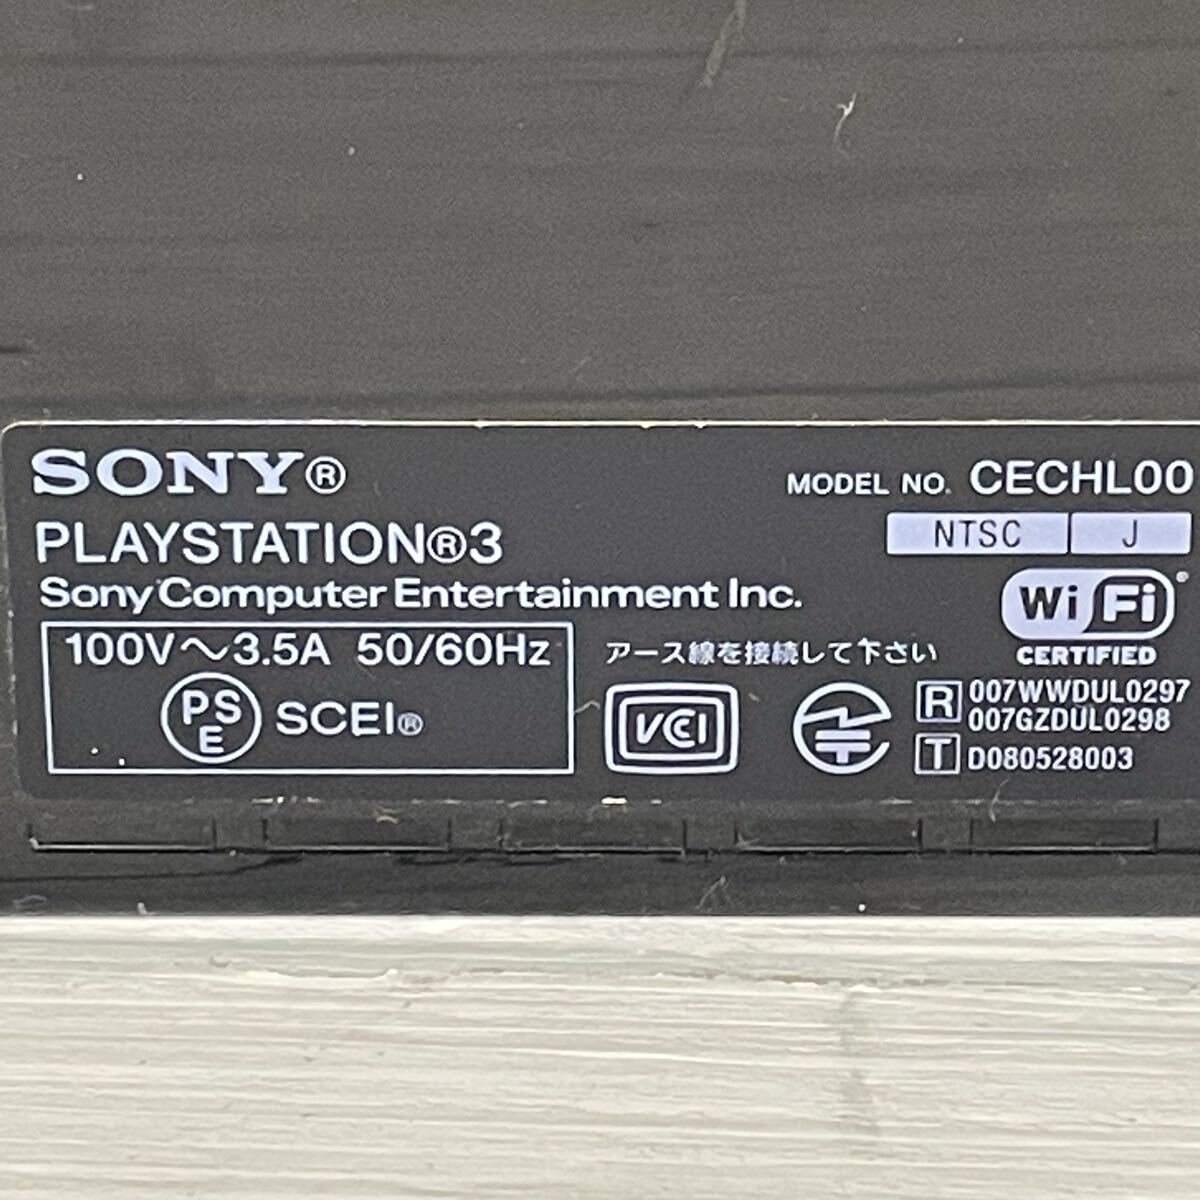 SONY®
PLAYSTATION®3
Sony Computer Entertainment Inc.
100V～3.5A 50/60Hz
PSE SCEI®
MODEL NO. CECHL00
NTSC J
Wi Fi®
CERTIFIED
アース線を接続して下さい
VCCI
R 007WWDUL0297
007GZDUL0298
T D080528003